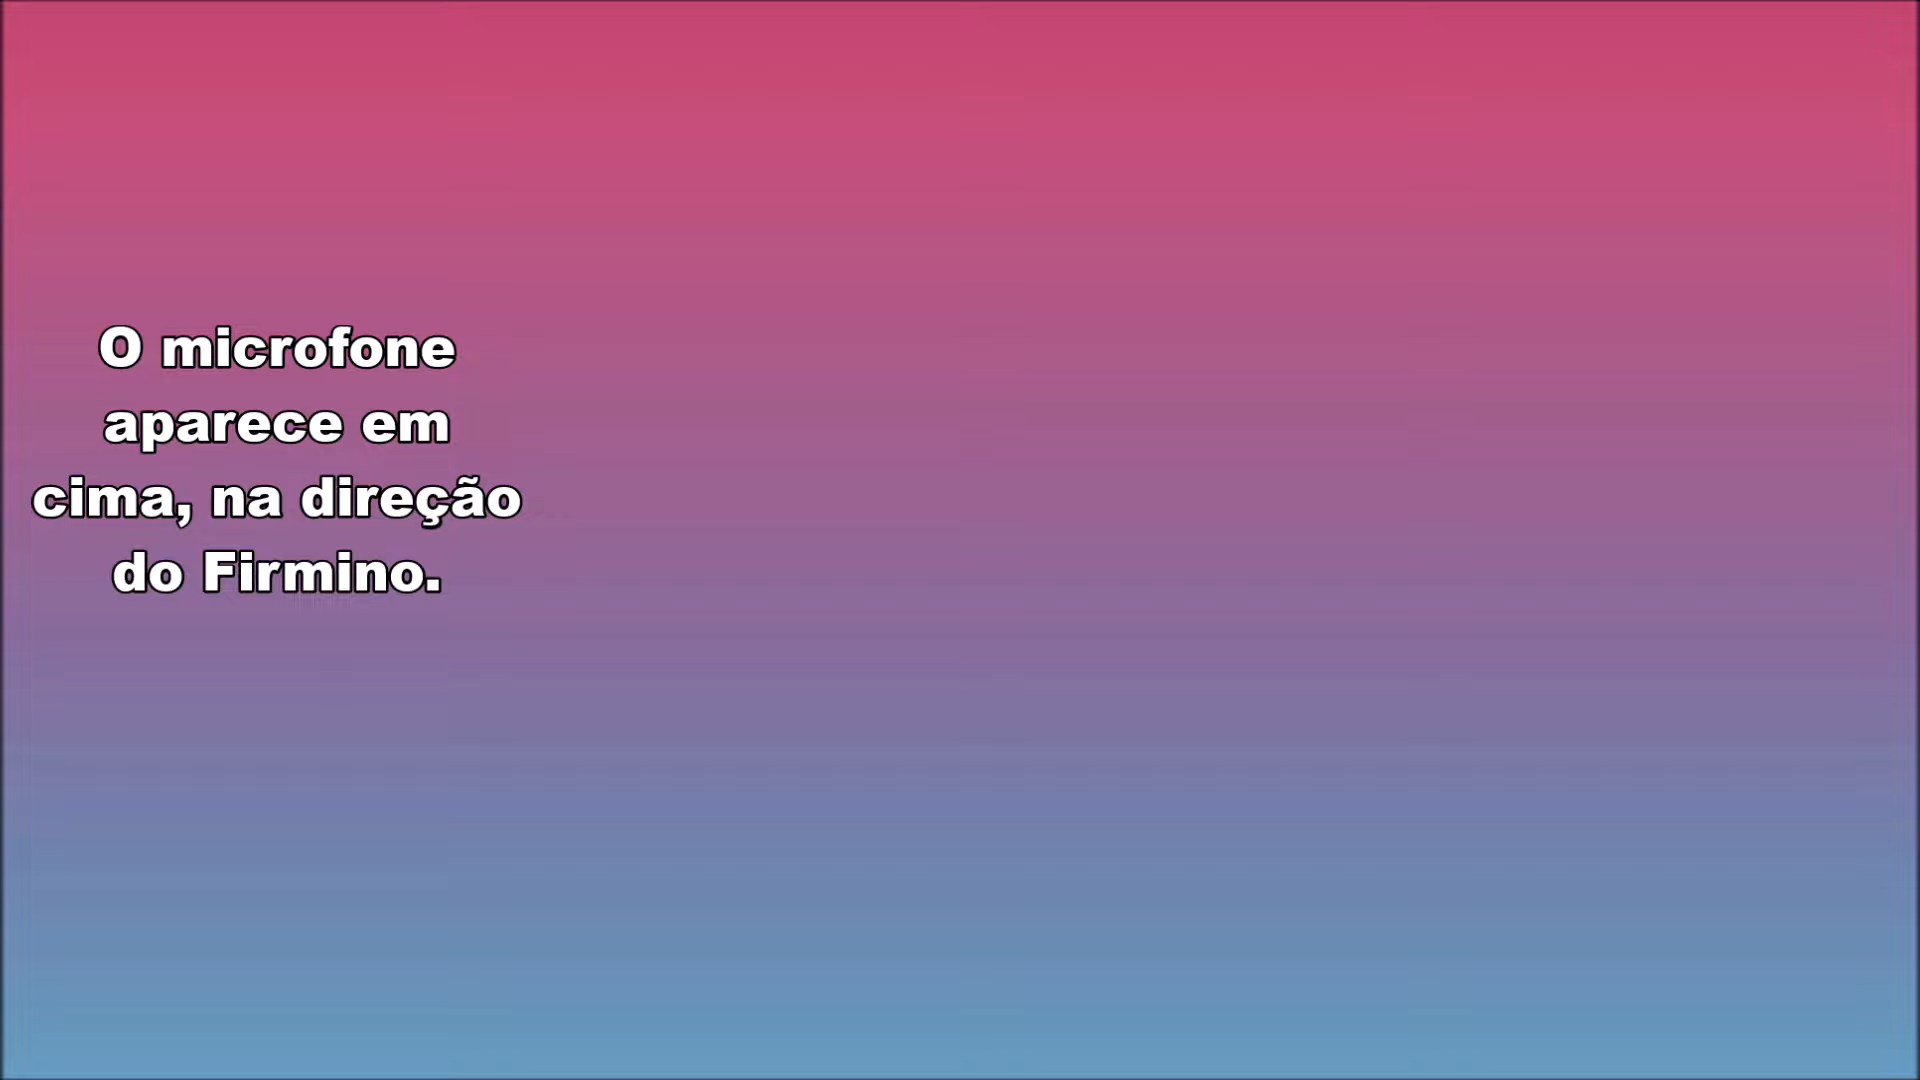 O microfone
aparece em
cima, na direção
do Firmino.